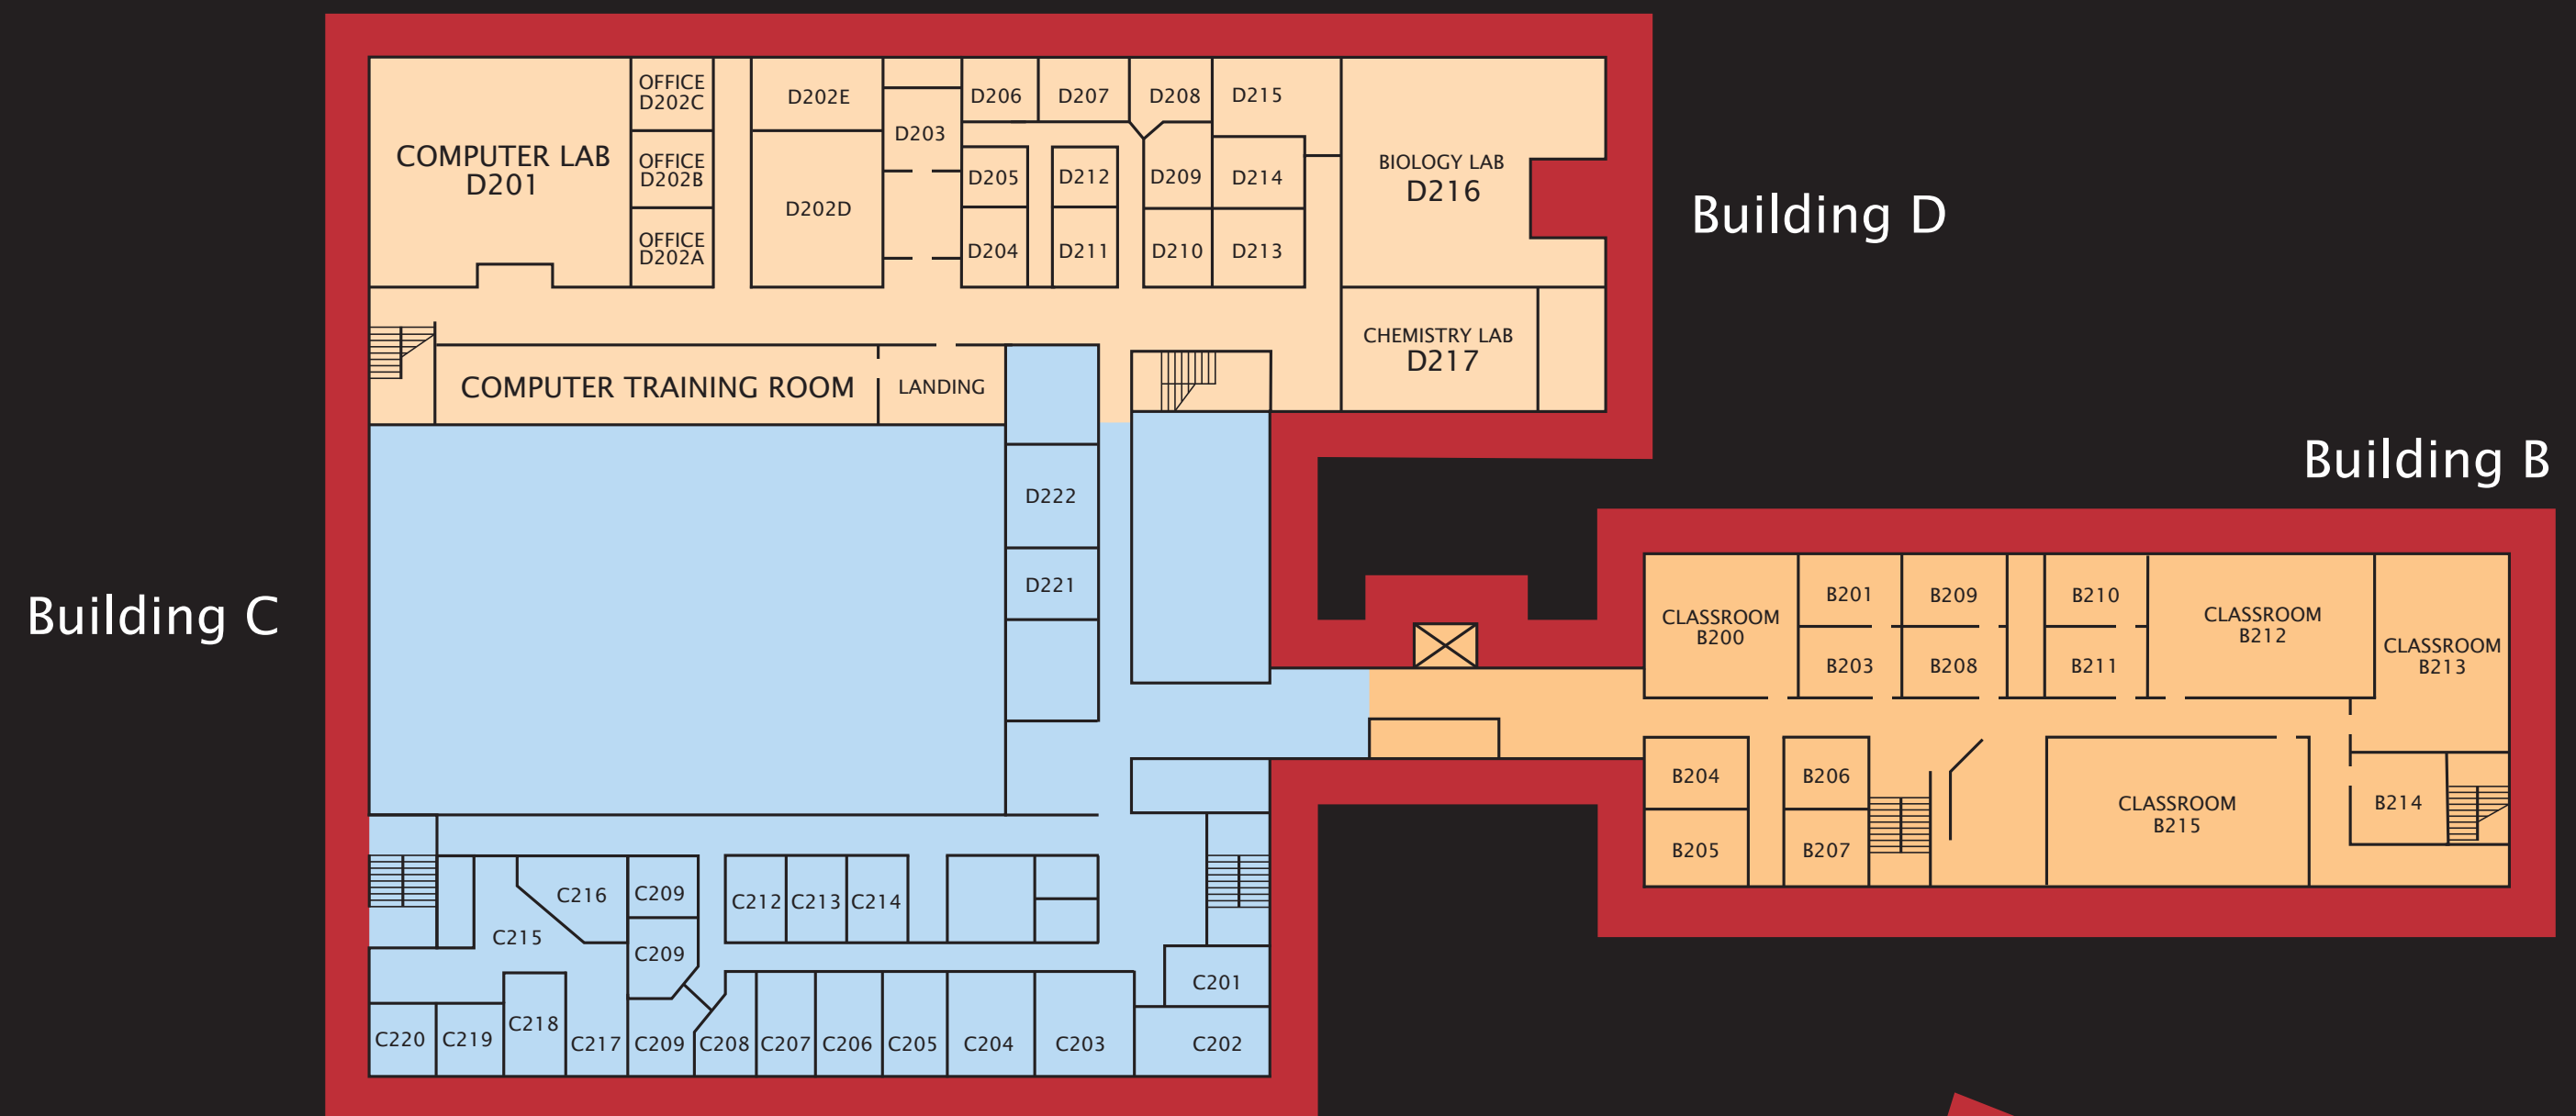 OFFICE
D202C
D202E
D206
D207
D208
D215
D203
COMPUTER LAB
D201
OFFICE
D202B
D205
D212
D209
D214
BIOLOGY LAB
D216
D202D
OFFICE
D202A
D204
D211
D210
D213
Building D
CHEMISTRY LAB
D217
COMPUTER TRAINING ROOM
LANDING
Building B
D222
D221
Building C
CLASSROOM
B200
B201
B209
B210
CLASSROOM
B212
CLASSROOM
B213
B203
B208
B211
B204
B206
CLASSROOM
B215
B214
B205
B207
C216
C209
C212
C213
C214
C215
C209
C201
C220
C219
C218
C217
C209
C208
C207
C206
C205
C204
C203
C202